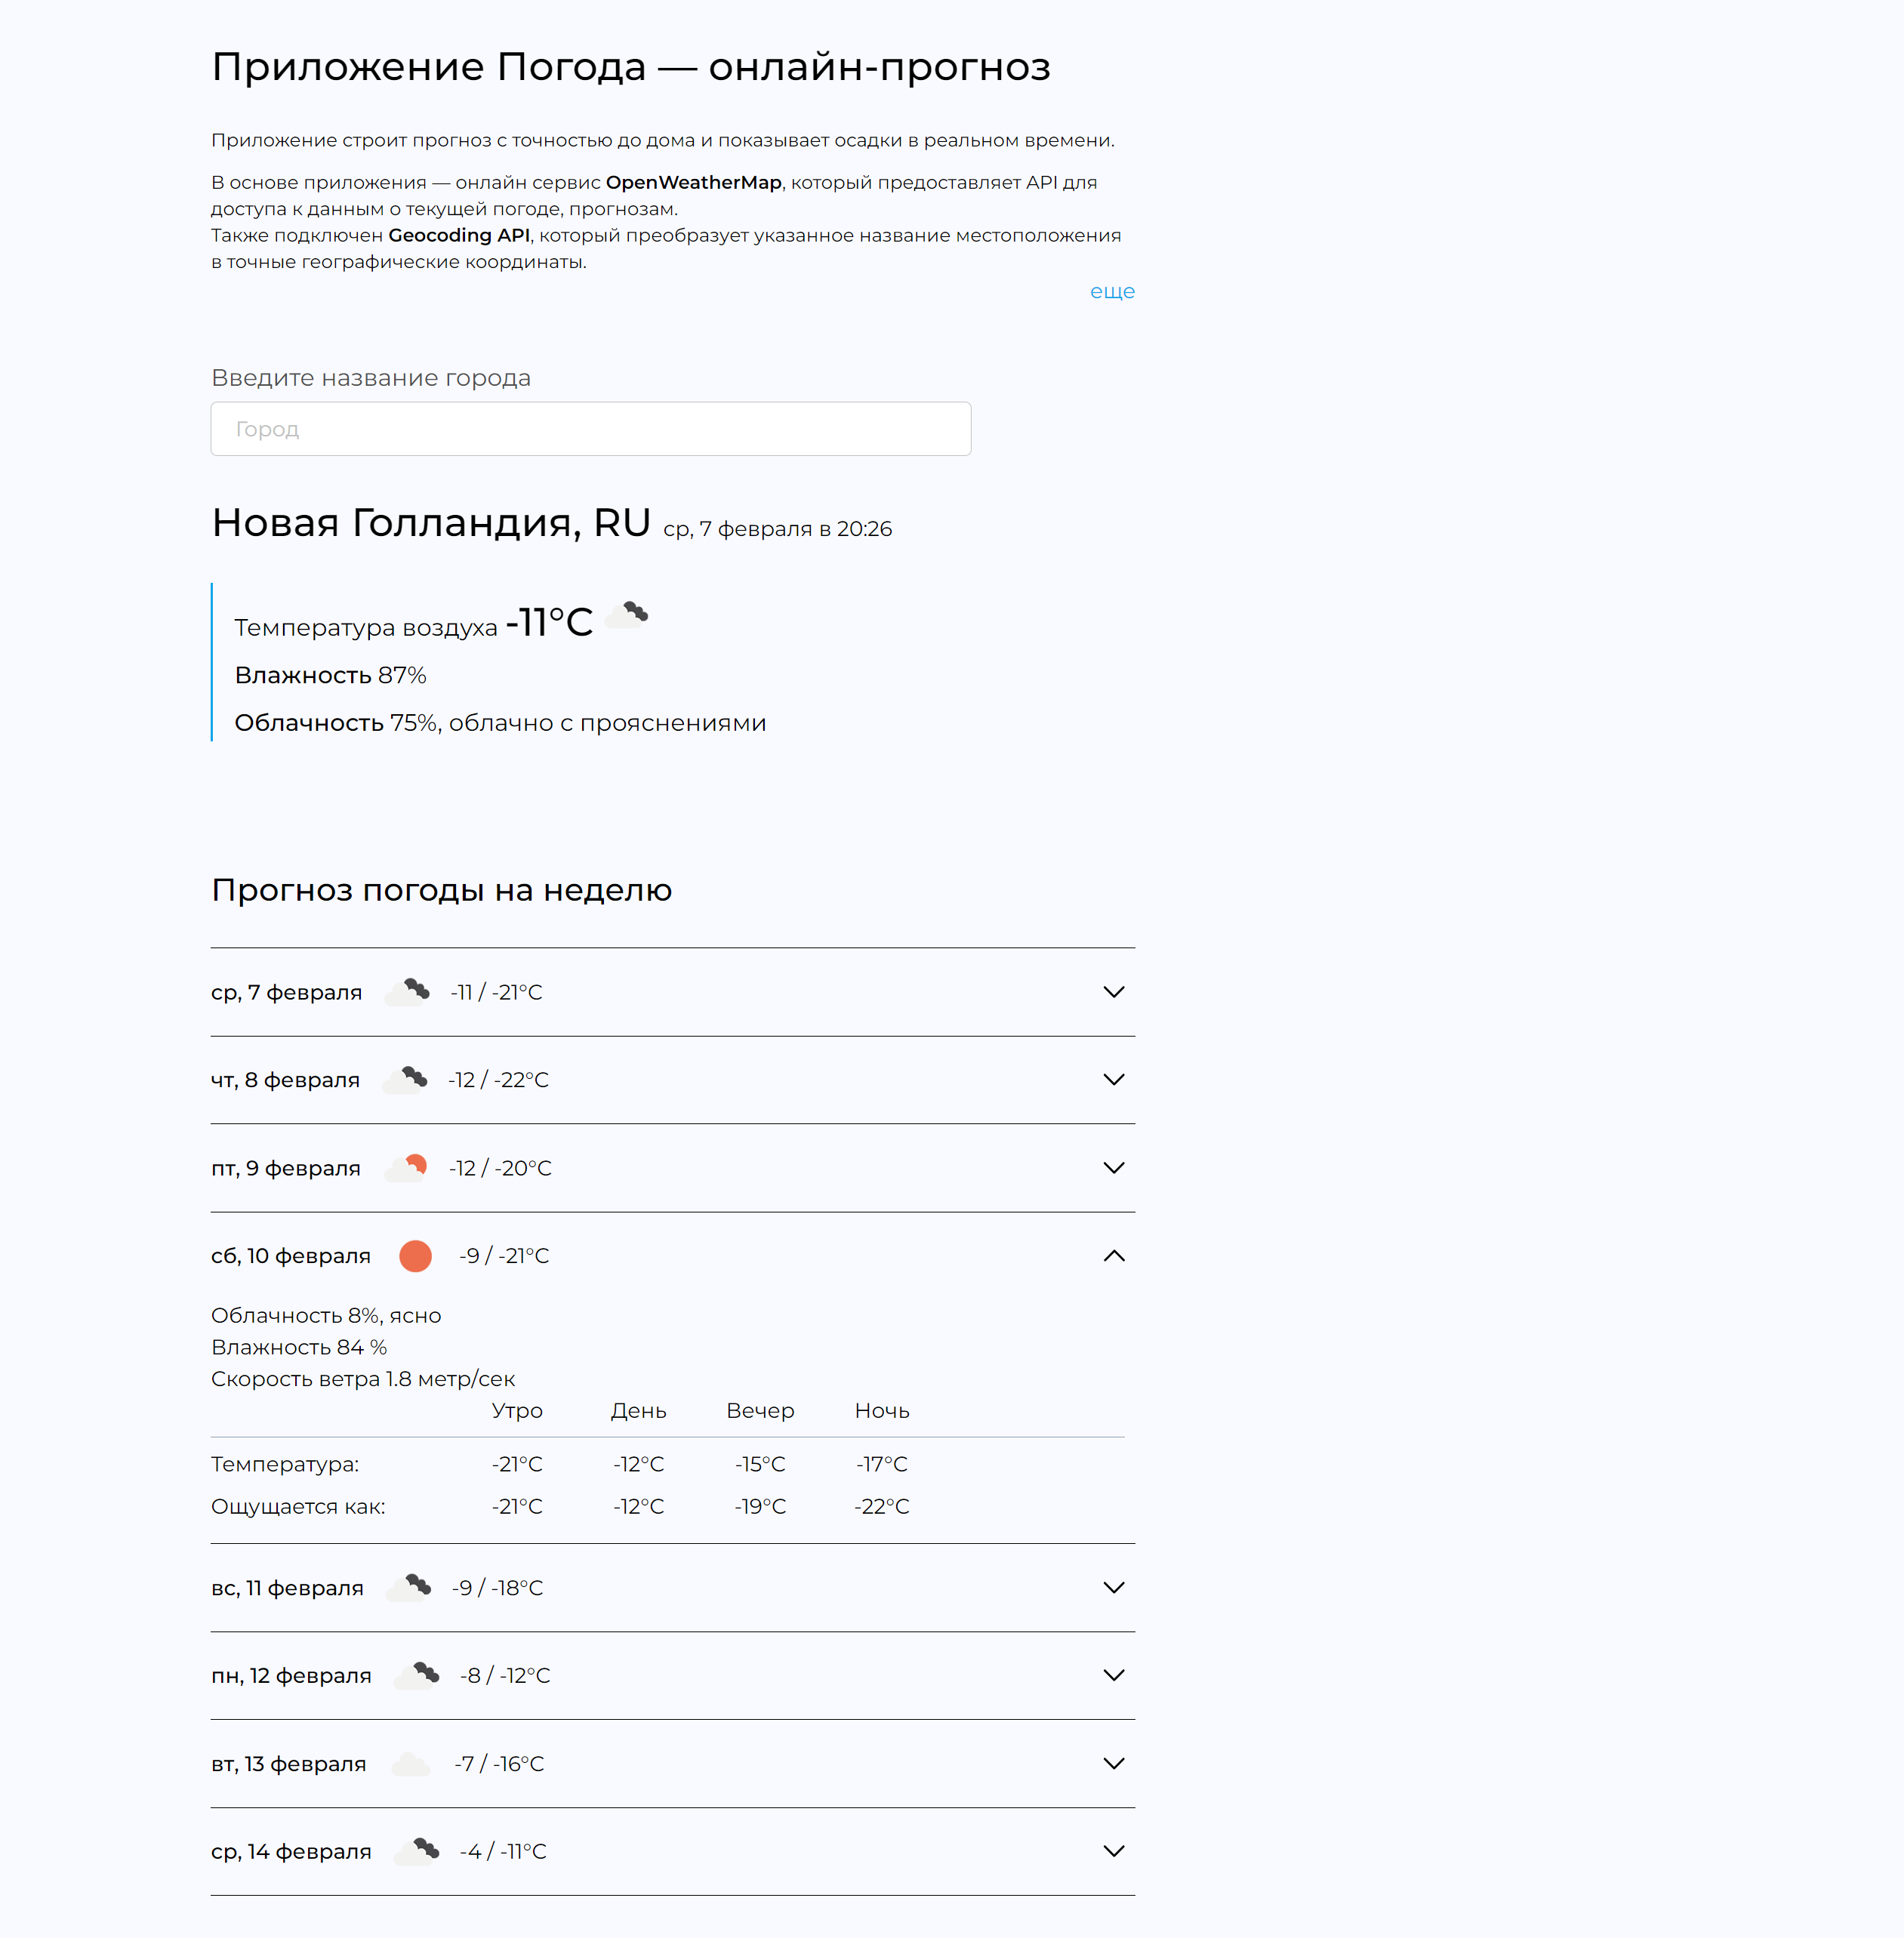 Приложение Погода — онлайн-прогноз
Приложение строит прогноз с точностью до дома и показывает осадки в реальном времени.
В основе приложения — онлайн сервис OpenWeatherMap, который предоставляет API для
доступа к данным о текущей погоде, прогнозам.
Также подключен Geocoding API, который преобразует указанное название местоположения
в точные географические координаты.
еще
Введите название города
Город
Новая Голландия, RU ср, 7 февраля в 20:26
Температура воздуха -11°C
Влажность 87%
Облачность 75%, облачно с прояснениями
Прогноз погоды на неделю
ср, 7 февраля -11 / -21°C
чт, 8 февраля -12 / -22°C
пт, 9 февраля -12 / -20°C
сб, 10 февраля -9 / -21°C
Облачность 8%, ясно
Влажность 84 %
Скорость ветра 1.8 метр/сек
Утро День Вечер Ночь
Температура: -21°C -12°C -15°C -17°C
Ощущается как: -21°C -12°C -19°C -22°C
вс, 11 февраля -9 / -18°C
пн, 12 февраля -8 / -12°C
вт, 13 февраля -7 / -16°C
ср, 14 февраля -4 / -11°C